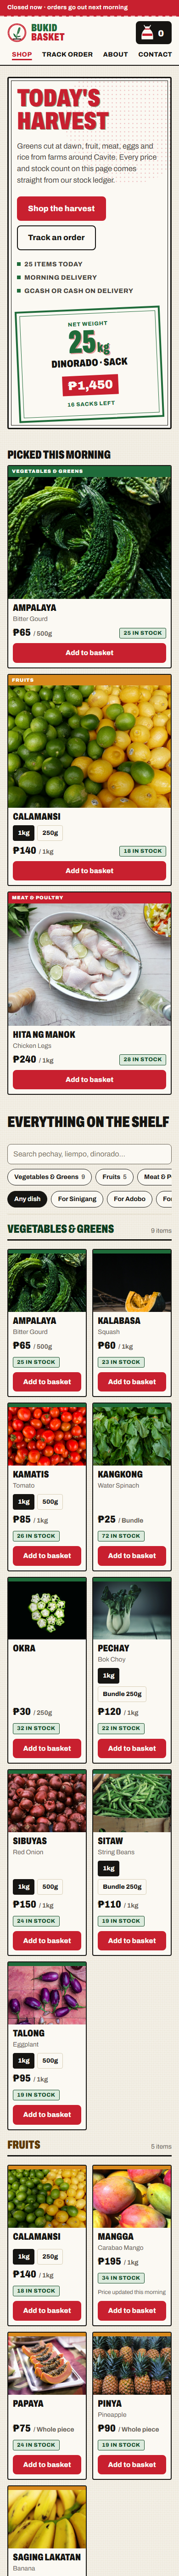 Closed now · orders go out next morning
BUKID
BASKET
0
SHOP TRACK ORDER ABOUT CONTACT
TODAY'S
HARVEST
Greens cut at dawn, fruit, meat, eggs and
rice from farms around Cavite. Every price
and stock count on this page comes
straight from our stock ledger.
Shop the harvest
Track an order
25 ITEMS TODAY
MORNING DELIVERY
GCASH OR CASH ON DELIVERY
NET WEIGHT
25kg
DINORADO · SACK
₱1,450
16 SACKS LEFT
PICKED THIS MORNING
VEGETABLES & GREENS
AMPALAYA
Bitter Gourd
₱65 / 500g
25 IN STOCK
Add to basket
FRUITS
CALAMANSI
1kg 250g
₱140 / 1kg
18 IN STOCK
Add to basket
MEAT & POULTRY
HITA NG MANOK
Chicken Legs
₱240 / 1kg
28 IN STOCK
Add to basket
EVERYTHING ON THE SHELF
Search pechay, liempo, dinorado...
Vegetables & Greens 9 Fruits 5 Meat & P
Any dish For Sinigang For Adobo For
VEGETABLES & GREENS
9 items
AMPALAYA
Bitter Gourd
₱65 / 500g
25 IN STOCK
Add to basket
KALABASA
Squash
₱60 / 1kg
23 IN STOCK
Add to basket
KAMATIS
Tomato
1kg 500g
₱85 / 1kg
26 IN STOCK
Add to basket
KANGKONG
Water Spinach
₱25 / Bundle
72 IN STOCK
Add to basket
OKRA
₱30 / 250g
32 IN STOCK
Add to basket
PECHAY
Bok Choy
1kg
Bundle 250g
₱120 / 1kg
22 IN STOCK
Add to basket
SIBUYAS
Red Onion
1kg 500g
₱150 / 1kg
24 IN STOCK
Add to basket
SITAW
String Beans
1kg
Bundle 250g
₱110 / 1kg
19 IN STOCK
Add to basket
TALONG
Eggplant
1kg 500g
₱95 / 1kg
19 IN STOCK
Add to basket
FRUITS
5 items
CALAMANSI
1kg 250g
₱140 / 1kg
18 IN STOCK
Add to basket
MANGGA
Carabao Mango
₱195 / 1kg
34 IN STOCK
Price updated this morning
Add to basket
PAPAYA
₱75 / Whole piece
24 IN STOCK
Add to basket
PINYA
Pineapple
₱90 / Whole piece
20 IN STOCK
Add to basket
SAGING LAKATAN
Banana